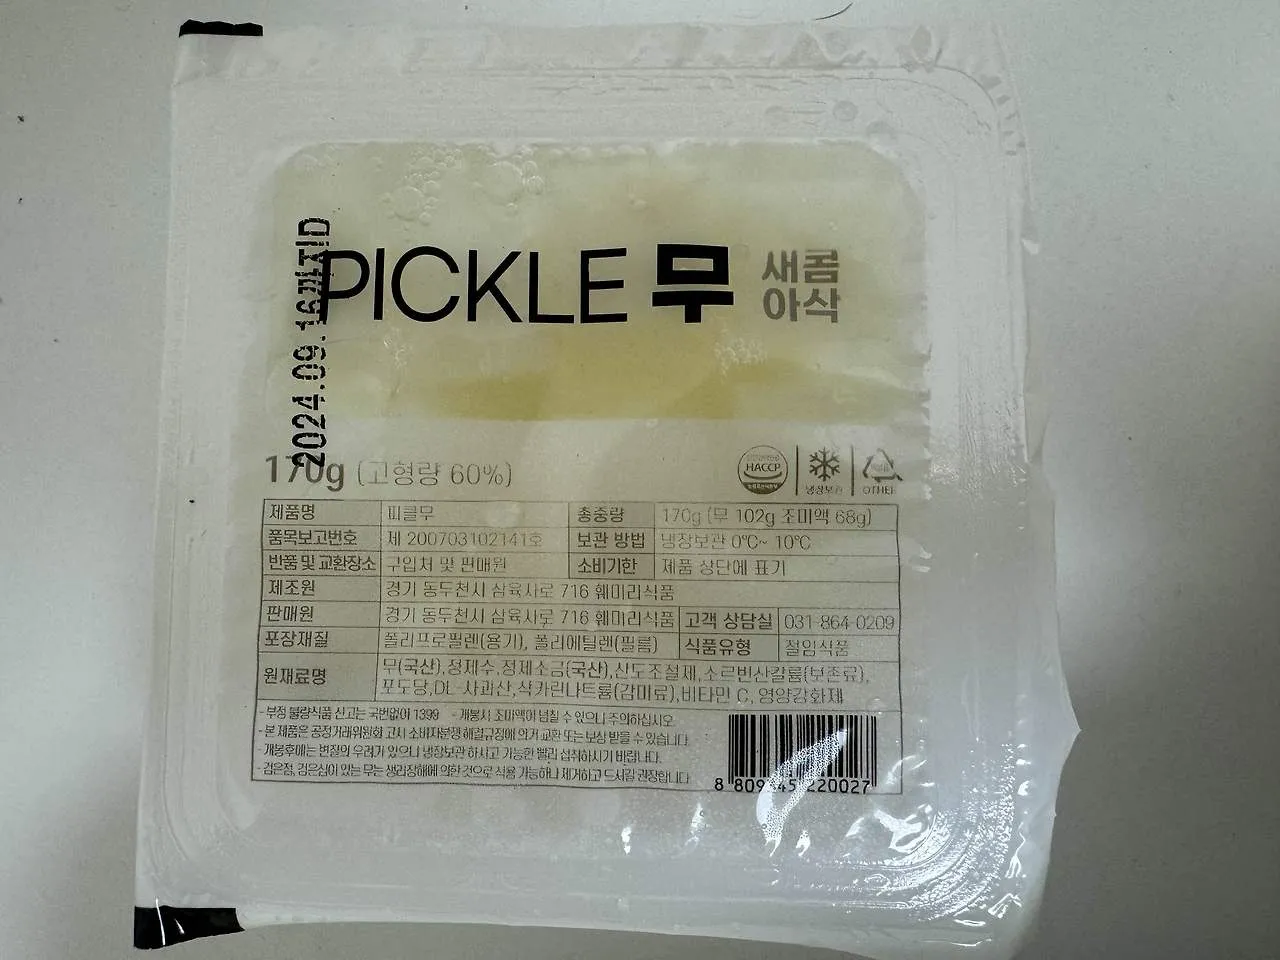 2024.09.16까지D
PICKLE 무 새콤
아삭
170g (고형량 60%)
HACCP
냉장보관
OTHER
제품명 피클무 총중량 170g (무 102g 조미액 68g)
품목보고번호 제 200703102141호 보관 방법 냉장보관 0℃~ 10℃
반품 및 교환장소 구입처 및 판매원 소비기한 제품 상단에 표기
제조원 경기 동두천시 삼육사로 716 훼미리식품
판매원 경기 동두천시 삼육사로 716 훼미리식품 고객 상담실 031-864-0209
포장재질 폴리프로필렌(용기), 폴리에틸렌(필름) 식품유형 절임식품
원재료명 무(국산),정제수,정제소금(국산),산도조절제,소르빈산칼륨(보존료),
포도당,DL-사과산,삭카린나트륨(감미료),비타민 C, 영양강화제
- 부정 불량식품 신고는 국번없이 1399 - 개봉시 조미액이 넘칠 수 있으니 주의하십시오.
- 본 제품은 공정거래위원회 고시 소비자분쟁 해결규정에 의거 교환 또는 보상 받을 수 있습니다.
- 개봉후에는 변질의 우려가 있으니 냉장보관 하시고 가능한 빨리 섭취하시기 바랍니다.
- 검은점, 검은심이 있는 무는 생리장해에 의한 것으로 식용 가능하나 제거하고 드시길 권장합니다.
8 809 45 220027